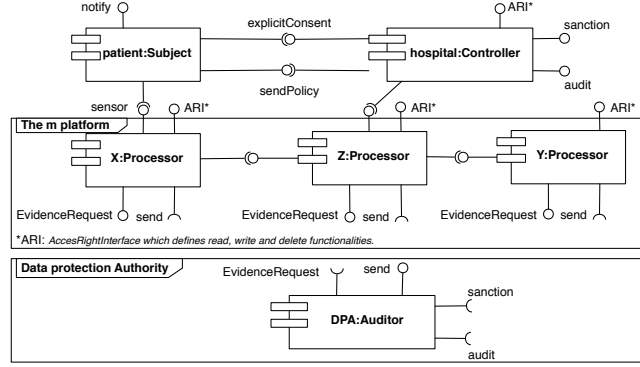 notify
explicitConsent
ARI*
sanction
patient:Subject
hospital:Controller
sendPolicy
audit
sensor
ARI*
ARI*
ARI*
The m platform
X:Processor
Z:Processor
Y:Processor
EvidenceRequest
send
EvidenceRequest
send
EvidenceRequest
send
*ARI: AccesRightInterface which defines read, write and delete functionalities.
Data protection Authority
EvidenceRequest
send
sanction
DPA:Auditor
audit